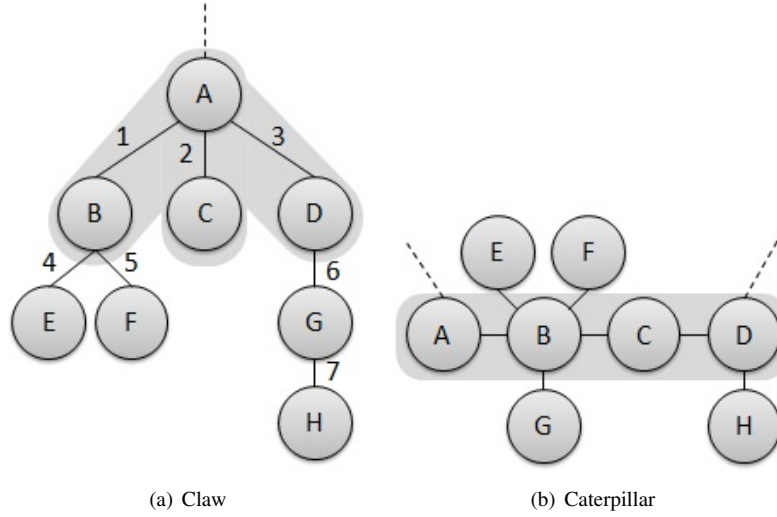 A
1 2 3
B C D
4 5 6
E F G
7
H
(a) Claw
E F
A B C D
G H
(b) Caterpillar